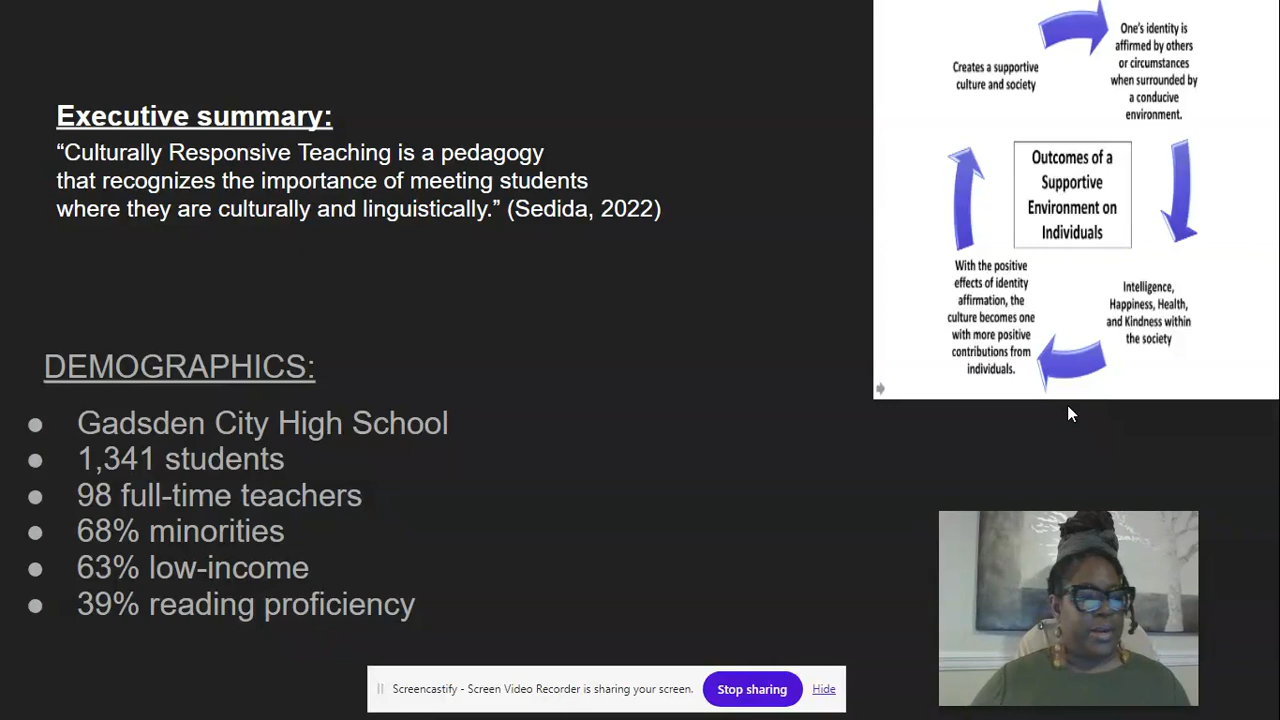 Executive summary:
“Culturally Responsive Teaching is a pedagogy
that recognizes the importance of meeting students
where they are culturally and linguistically.” (Sedida, 2022)
DEMOGRAPHICS:
● Gadsden City High School
● 1,341 students
● 98 full-time teachers
● 68% minorities
● 63% low-income
● 39% reading proficiency
Creates a supportive
culture and society
One's identity is
affirmed by others
or circumstances
when surrounded by
a conducive
environment.
Outcomes of a
Supportive
Environment on
Individuals
Intelligence,
Happiness, Health,
and Kindness within
the society
With the positive
effects of identity
affirmation, the
culture becomes one
with more positive
contributions from
individuals.
Screencastify - Screen Video Recorder is sharing your screen.
Stop sharing
Hide